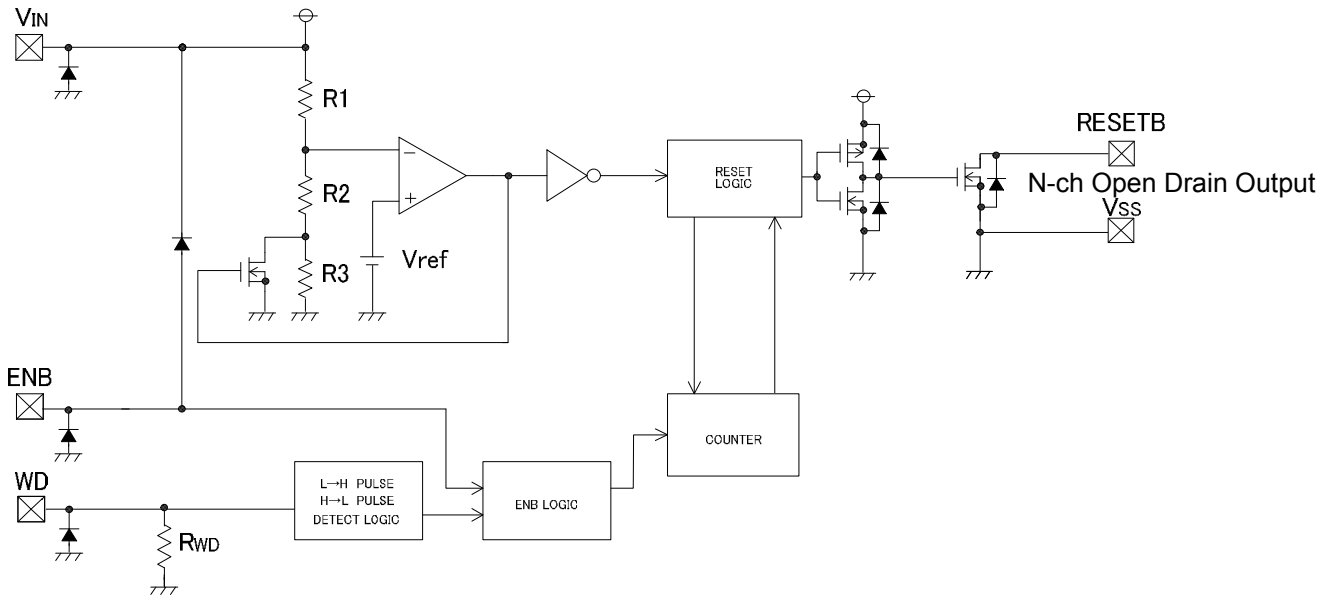 VIN
R1
R2
R3
Vref
RESET
LOGIC
RESETB
N-ch Open Drain Output
VSS
ENB
COUNTER
WD
L→H PULSE
H→L PULSE
DETECT LOGIC
ENB LOGIC
RWD